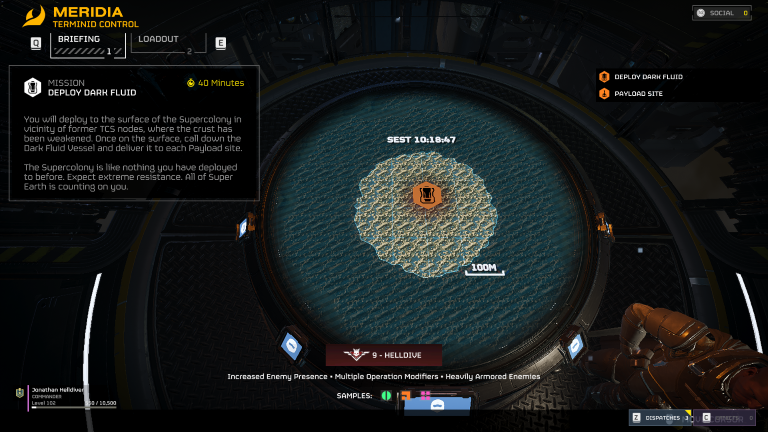 MERIDIA
TERMINID CONTROL
Q
BRIEFING
1
LOADOUT
2
E
SOCIAL 0
MISSION
DEPLOY DARK FLUID
40 Minutes
You will deploy to the surface of the Supercolony in
vicinity of former TCS nodes, where the crust has
been weakened. Once on the surface, call down the
Dark Fluid Vessel and deliver it to each Payload site.
The Supercolony is like nothing you have deployed
to before. Expect extreme resistance. All of Super
Earth is counting on you.
DEPLOY DARK FLUID
PAYLOAD SITE
SEST 10:18:47
100M
9 - HELLDIVE
Increased Enemy Presence • Multiple Operation Modifiers • Heavily Armored Enemies
SAMPLES:
Jonathan Helldiver
COMMANDER
Level 102
/ 10,500
Z DISPATCHES 3
C